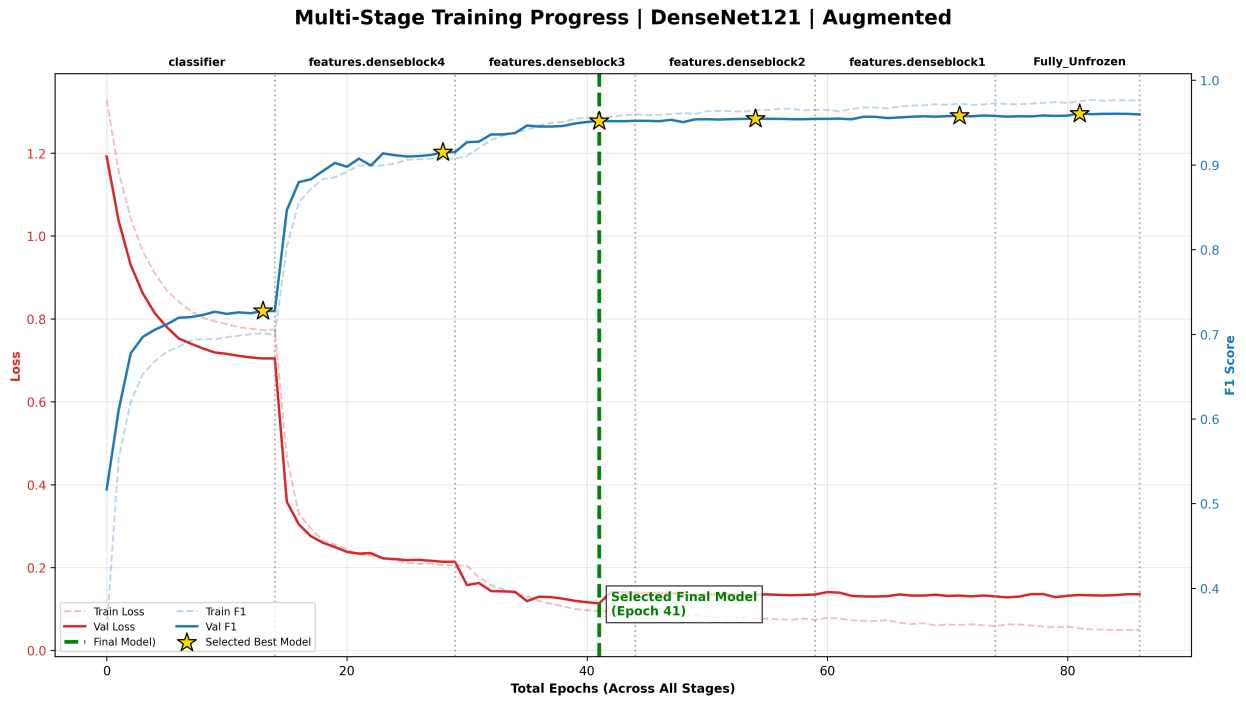 Multi-Stage Training Progress | DenseNet121 | Augmented
classifier
features.denseblock4
features.denseblock3
features.denseblock2
features.denseblock1
Fully_Unfrozen
1.0
0.9
0.8
0.7
0.6
0.5
0.4
F1 Score
1.2
1.0
0.8
0.6
0.4
0.2
0.0
Loss
Selected Final Model
(Epoch 41)
Train Loss
Val Loss
Final Model)
Train F1
Val F1
Selected Best Model
0
20
40
60
80
Total Epochs (Across All Stages)